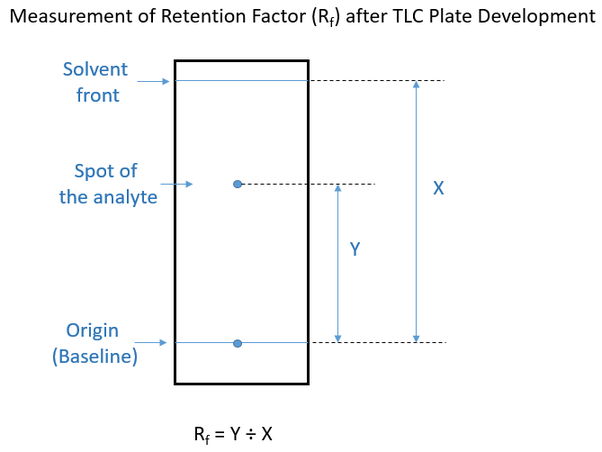 Measurement of Retention Factor (Rf) after TLC Plate Development
Solvent
front
Spot of
the analyte
X
Y
Origin
(Baseline)
Rf = Y ÷ X